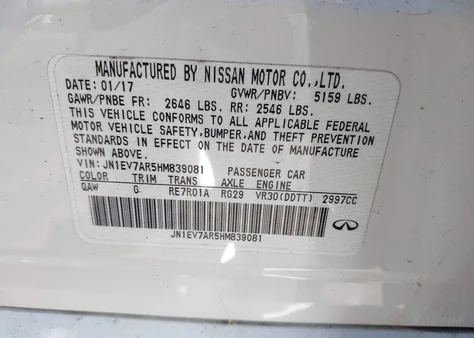 MANUFACTURED BY NISSAN MOTOR CO.,LTD.
DATE: 01/17 GVWR/PNBV: 5159 LBS.
GAWR/PNBE FR: 2646 LBS. RR: 2546 LBS.
THIS VEHICLE CONFORMS TO ALL APPLICABLE FEDERAL
MOTOR VEHICLE SAFETY, BUMPER, AND THEFT PREVENTION
STANDARDS IN EFFECT ON THE DATE OF MANUFACTURE
SHOWN ABOVE.
VIN: JN1EV7AR5HM839081 PASSENGER CAR
COLOR TRIM TRANS AXLE ENGINE
QAW G RE7R01A RG29 VR30(DDTT) 2997CC
JN1EV7AR5HM839081